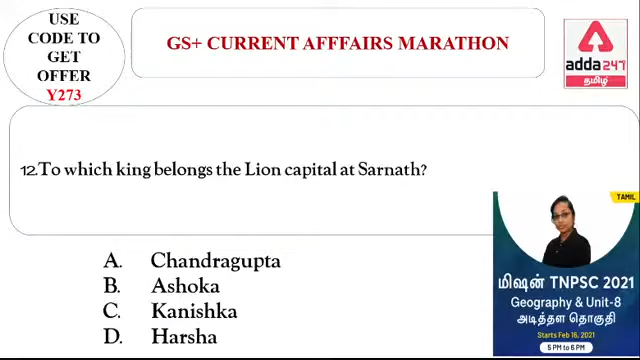 USE
CODE TO
GET
OFFER
Y273
GS+ CURRENT AFFFAIRS MARATHON
adda247
தமிழ்
12.To which king belongs the Lion capital at Sarnath?
A. Chandragupta
B. Ashoka
C. Kanishka
D. Harsha
TAMIL
மிஷன் TNPSC 2021
Geography & Unit-8
அடித்தள தொகுதி
Starts Feb 16, 2021
5 PM to 6 PM